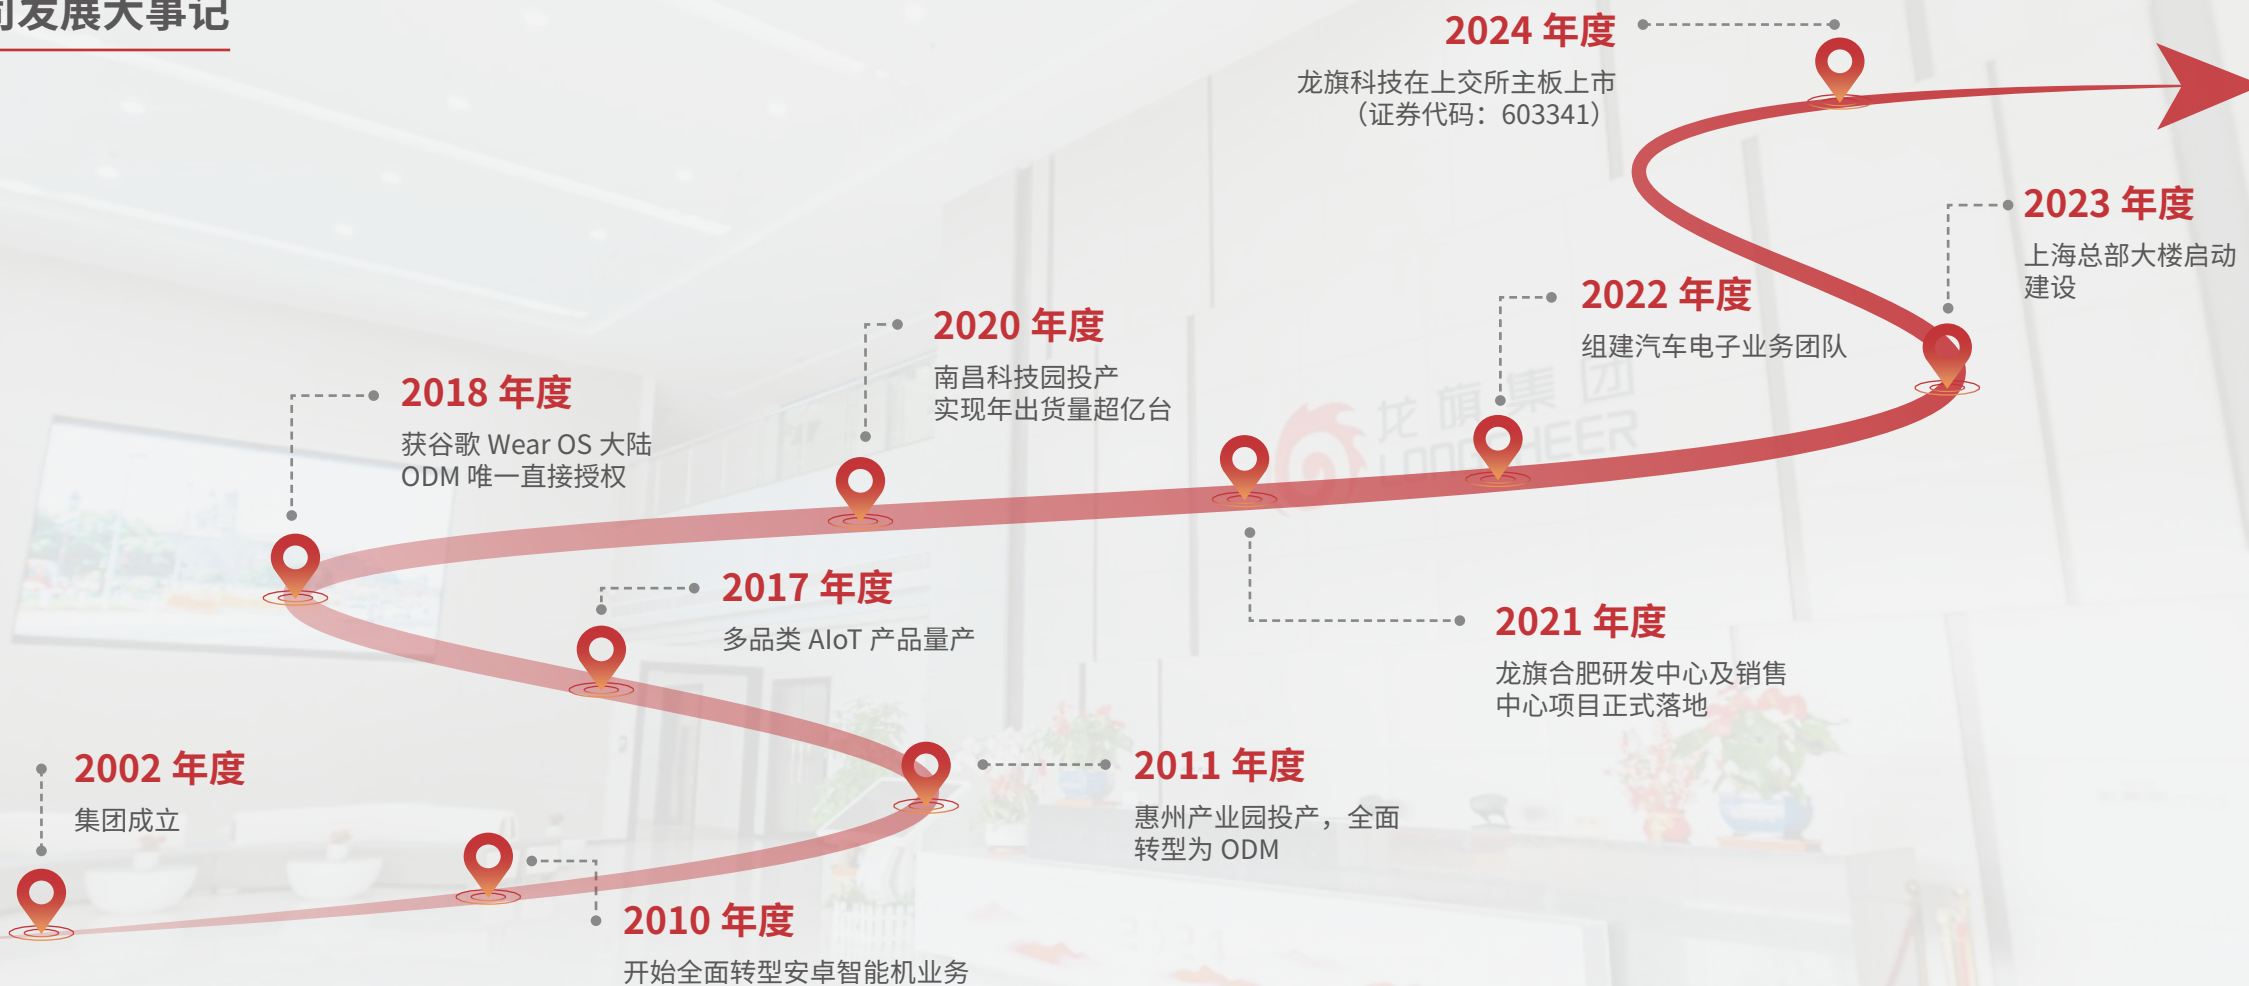 司发展大事记
2024 年度
龙旗科技在上交所主板上市
（证券代码：603341）
2023 年度
上海总部大楼启动
建设
2022 年度
组建汽车电子业务团队
2020 年度
南昌科技园投产
实现年出货量超亿台
2018 年度
获谷歌 Wear OS 大陆
ODM 唯一直接授权
龙旗集团
LONGCHEER
2017 年度
多品类 AIoT 产品量产
2021 年度
龙旗合肥研发中心及销售
中心项目正式落地
2011 年度
惠州产业园投产，全面
转型为 ODM
2002 年度
集团成立
2010 年度
开始全面转型安卓智能机业务